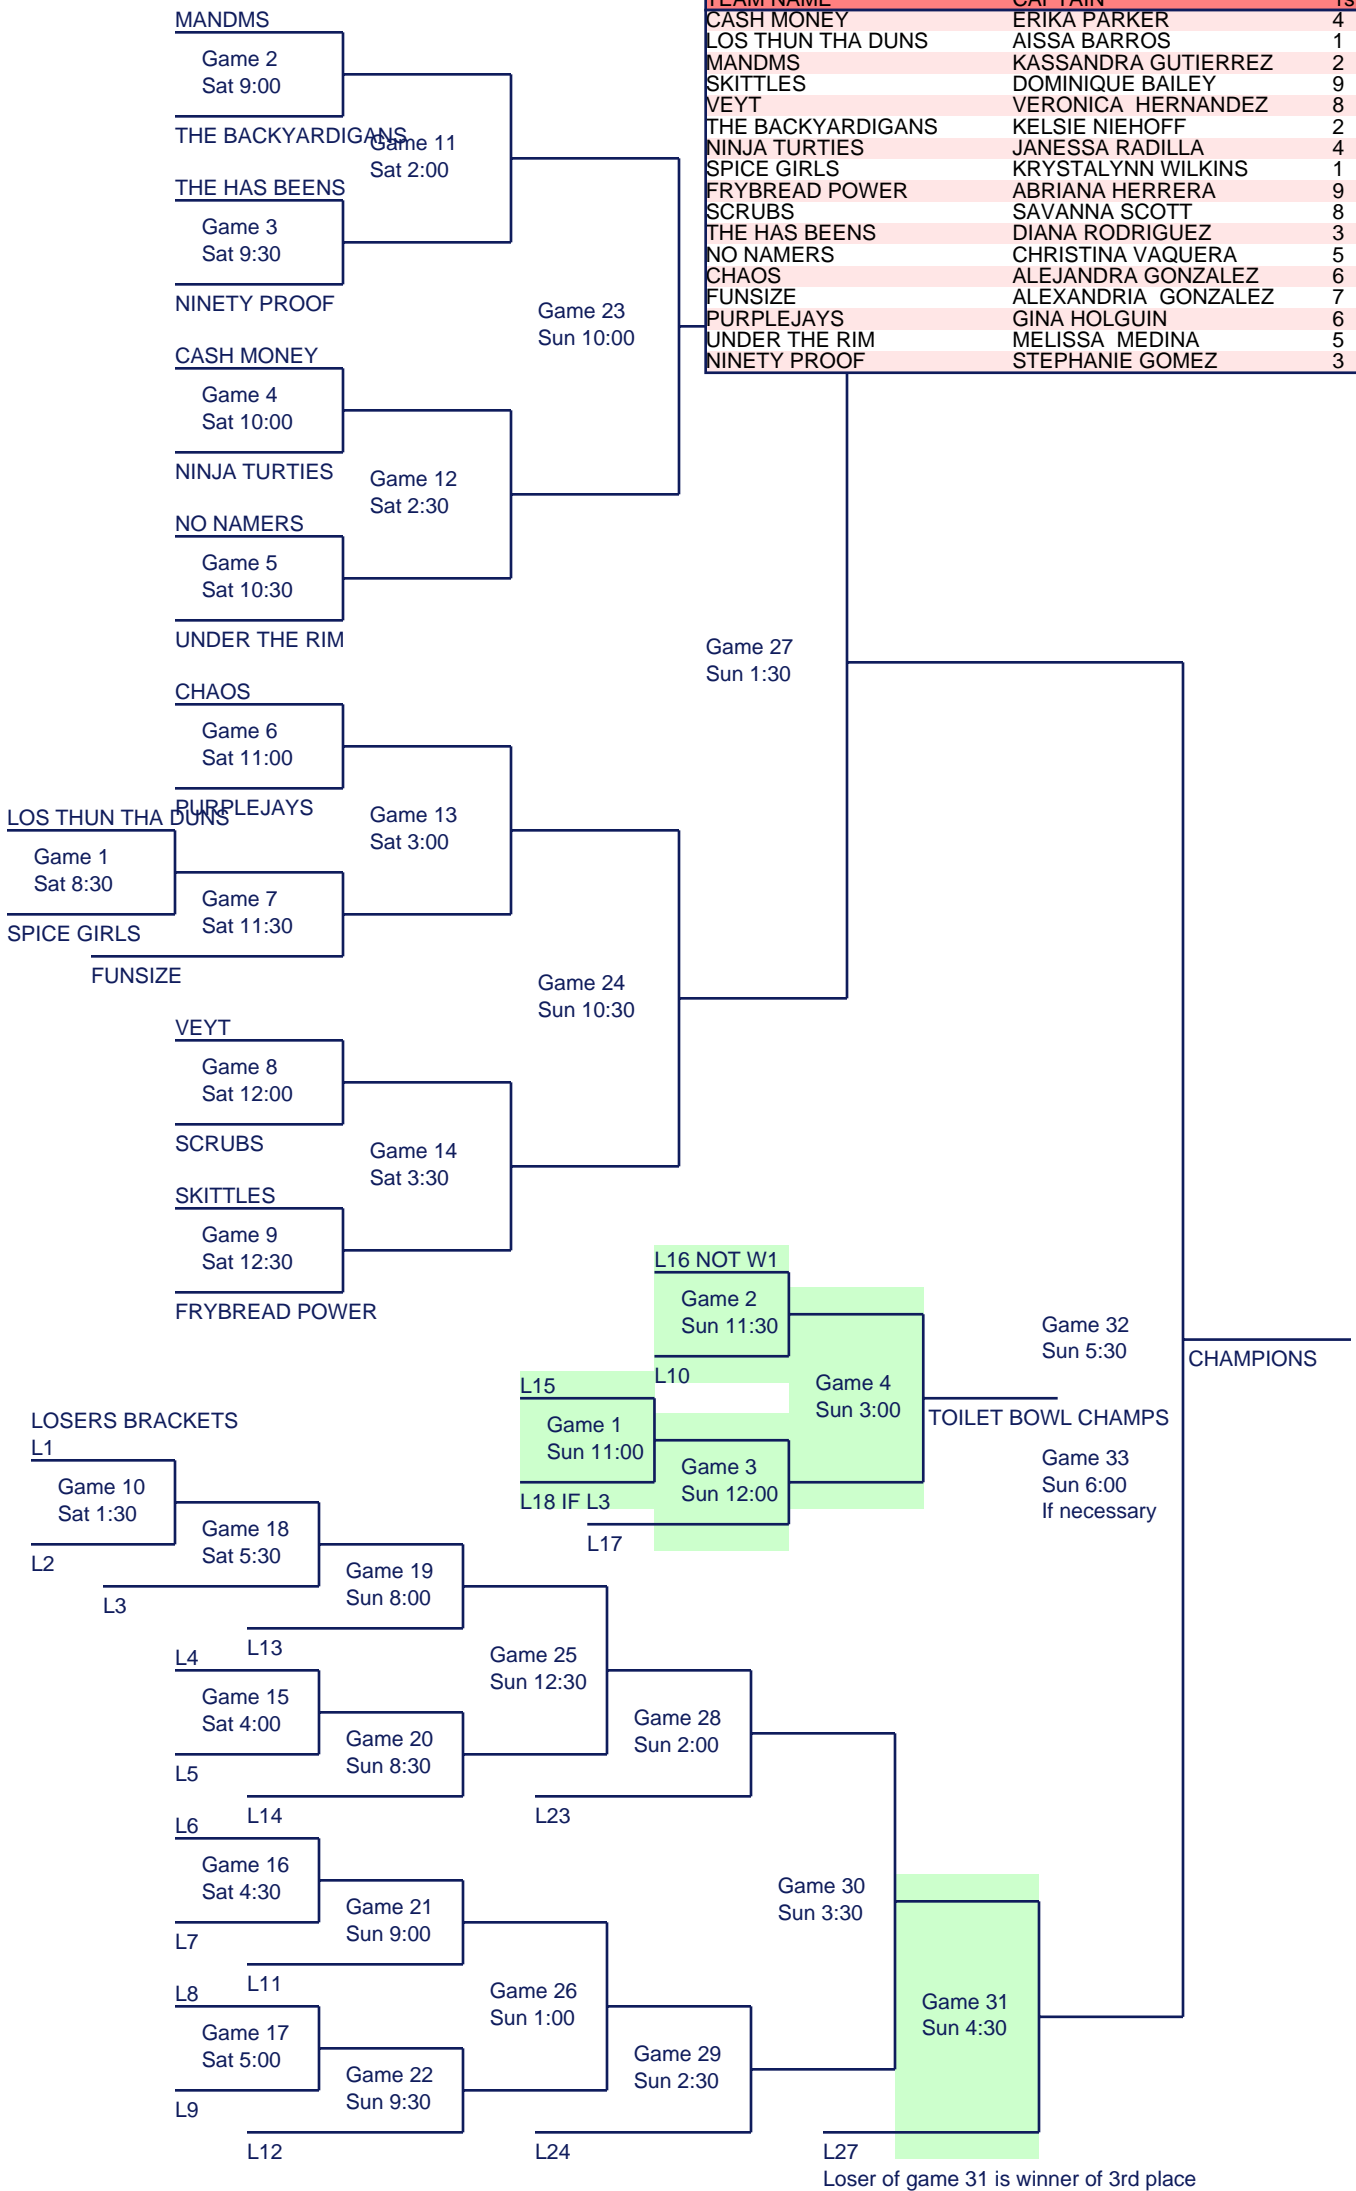 TEAM NAME CAPTAIN 1s
CASH MONEY ERIKA PARKER 4
LOS THUN THA DUNS AISSA BARROS 1
MANDMS KASSANDRA GUTIERREZ 2
SKITTLES DOMINIQUE BAILEY 9
VEYT VERONICA HERNANDEZ 8
THE BACKYARDIGANS KELSIE NIEHOFF 2
NINJA TURTIES JANESSA RADILLA 4
SPICE GIRLS KRYSTALYNN WILKINS 1
FRYBREAD POWER ABRIANA HERRERA 9
SCRUBS SAVANNA SCOTT 8
THE HAS BEENS DIANA RODRIGUEZ 3
NO NAMERS CHRISTINA VAQUERA 5
CHAOS ALEJANDRA GONZALEZ 6
FUNSIZE ALEXANDRIA GONZALEZ 7
PURPLEJAYS GINA HOLGUIN 6
UNDER THE RIM MELISSA MEDINA 5
NINETY PROOF STEPHANIE GOMEZ 3
MANDMS
Game 2
Sat 9:00
THE BACKYARDIGANS
Game 11
Sat 2:00
THE HAS BEENS
Game 3
Sat 9:30
NINETY PROOF
Game 23
Sun 10:00
CASH MONEY
Game 4
Sat 10:00
NINJA TURTIES
Game 12
Sat 2:30
NO NAMERS
Game 5
Sat 10:30
UNDER THE RIM
Game 27
Sun 1:30
CHAOS
Game 6
Sat 11:00
PURPLEJAYS
Game 13
Sat 3:00
LOS THUN THA DUNS
Game 1
Sat 8:30
SPICE GIRLS
Game 7
Sat 11:30
FUNSIZE
Game 24
Sun 10:30
VEYT
Game 8
Sat 12:00
SCRUBS
Game 14
Sat 3:30
SKITTLES
Game 9
Sat 12:30
FRYBREAD POWER
L16 NOT W1
Game 2
Sun 11:30
L10
L15
Game 1
Sun 11:00
L18 IF L3
Game 3
Sun 12:00
L17
Game 4
Sun 3:00
TOILET BOWL CHAMPS
Game 32
Sun 5:30
CHAMPIONS
Game 33
Sun 6:00
If necessary
LOSERS BRACKETS
L1
Game 10
Sat 1:30
L2
Game 18
Sat 5:30
L3
Game 19
Sun 8:00
L13
L4
Game 15
Sat 4:00
L5
Game 20
Sun 8:30
L14
Game 25
Sun 12:30
Game 28
Sun 2:00
L23
L6
Game 16
Sat 4:30
L7
Game 21
Sun 9:00
L11
L8
Game 17
Sat 5:00
L9
Game 22
Sun 9:30
L12
Game 26
Sun 1:00
Game 29
Sun 2:30
L24
Game 30
Sun 3:30
Game 31
Sun 4:30
L27
Loser of game 31 is winner of 3rd place